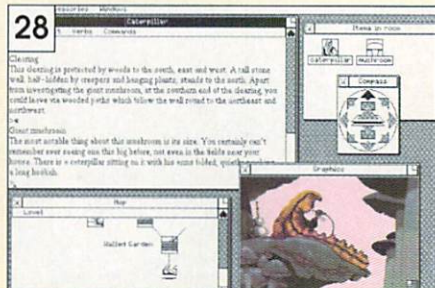 28
Accessories Windows
Caterpillar
Verbs Commands
Clearing
This clearing is protected by woods to the south, east and west. A tall stone
wall, half-hidden by creepers and hanging plants, stands to the north. Apart
from investigating the giant mushroom, at the southern end of the clearing, you
could leave via wooded paths which follow the wall round to the northeast and
northwest.
Giant mushroom
The most notable thing about this mushroom is its size. You certainly can't
remember ever seeing one this big before, not even in the fields near your
house. There is a caterpillar sitting on it with his arms folded, quietly smoking
a long hookah.
Items in room
caterpillar mushroom
Compass
Map
Level
Walled Garden
Graphics